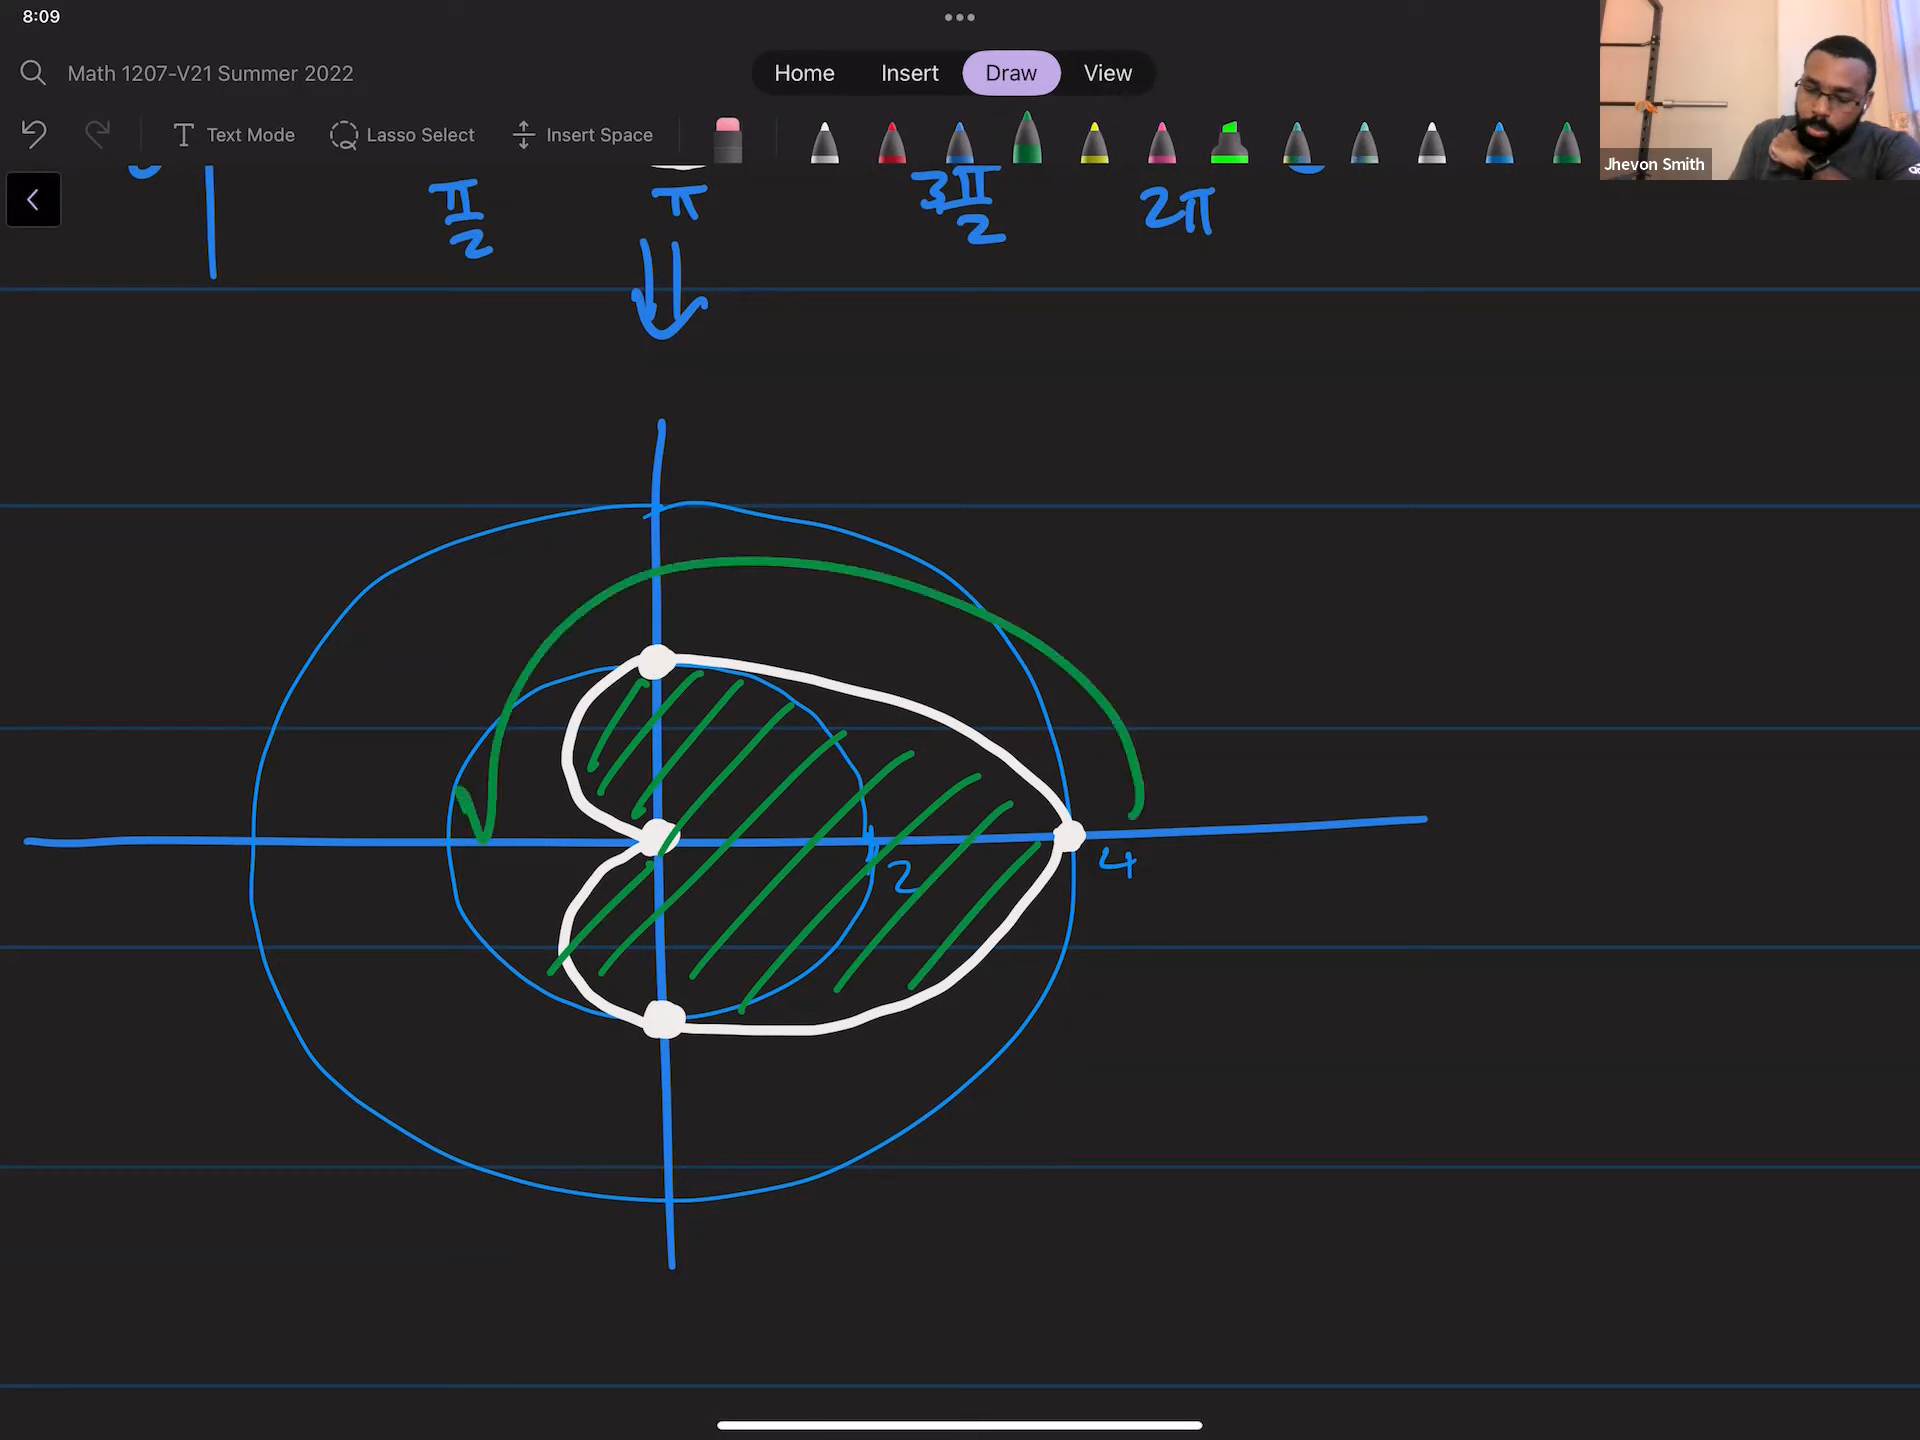 8:09
Math 1207-V21 Summer 2022
Home Insert Draw View
Text Mode Lasso Select Insert Space
Jhevon Smith
π/2 π 3π/2 2π
2 4